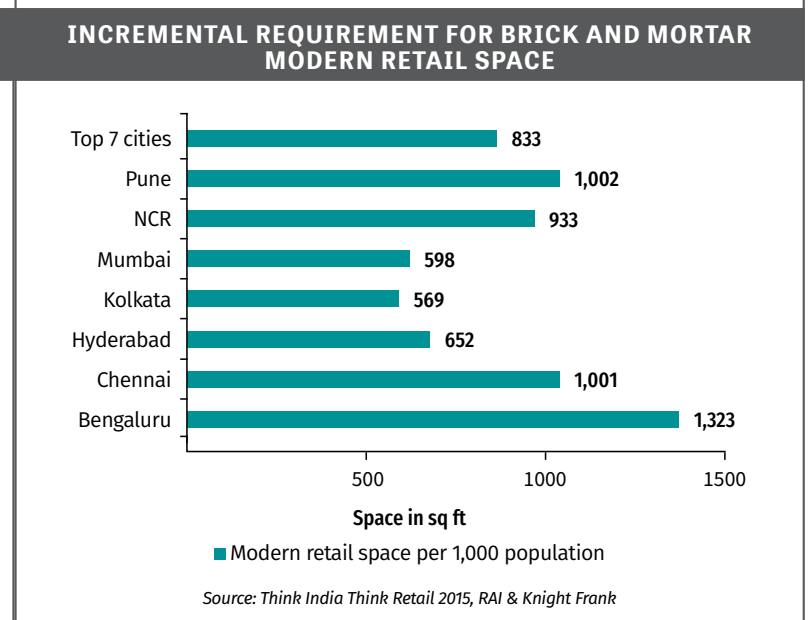 INCREMENTAL REQUIREMENT FOR BRICK AND MORTAR
MODERN RETAIL SPACE
Top 7 cities 833
Pune 1,002
NCR 933
Mumbai 598
Kolkata 569
Hyderabad 652
Chennai 1,001
Bengaluru 1,323
500 1000 1500
Space in sq ft
Modern retail space per 1,000 population
Source: Think India Think Retail 2015, RAI & Knight Frank